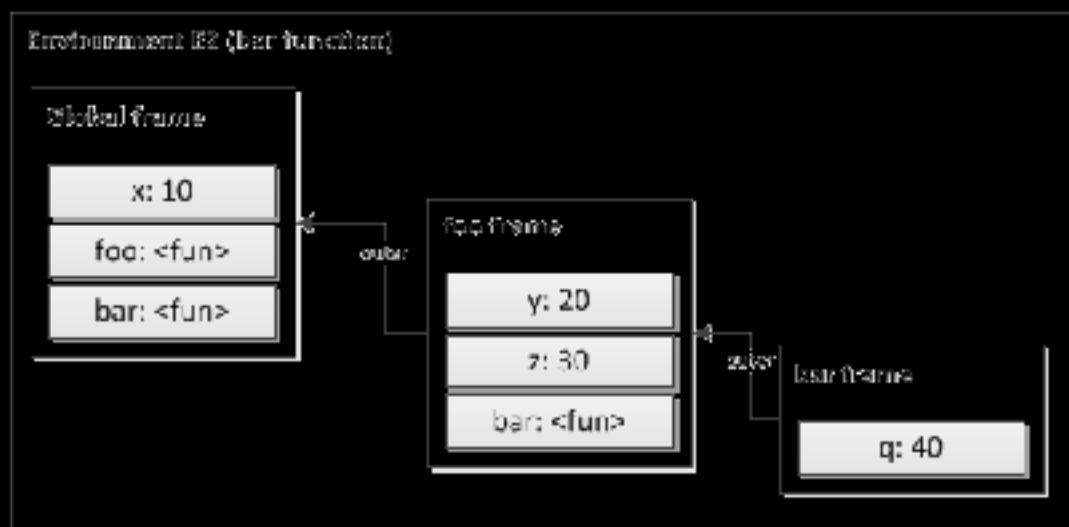 Environment E2 (bar function)
Global frame
x: 10
foo: <fun>
bar: <fun>
outer
foo frame
y: 20
z: 30
bar: <fun>
outer
bar frame
q: 40